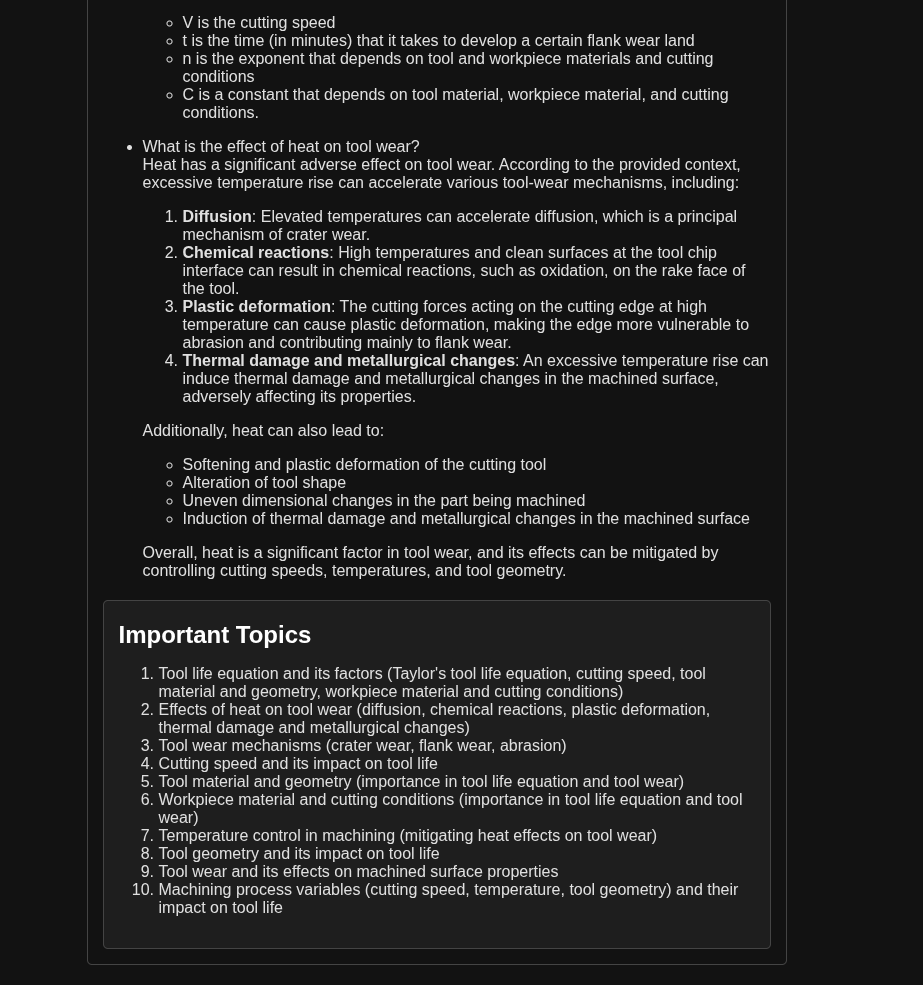 V is the cutting speed
t is the time (in minutes) that it takes to develop a certain flank wear land
n is the exponent that depends on tool and workpiece materials and cutting
conditions
C is a constant that depends on tool material, workpiece material, and cutting
conditions.
What is the effect of heat on tool wear?
Heat has a significant adverse effect on tool wear. According to the provided context,
excessive temperature rise can accelerate various tool-wear mechanisms, including:
1. Diffusion: Elevated temperatures can accelerate diffusion, which is a principal
mechanism of crater wear.
2. Chemical reactions: High temperatures and clean surfaces at the tool chip
interface can result in chemical reactions, such as oxidation, on the rake face of
the tool.
3. Plastic deformation: The cutting forces acting on the cutting edge at high
temperature can cause plastic deformation, making the edge more vulnerable to
abrasion and contributing mainly to flank wear.
4. Thermal damage and metallurgical changes: An excessive temperature rise can
induce thermal damage and metallurgical changes in the machined surface,
adversely affecting its properties.
Additionally, heat can also lead to:
Softening and plastic deformation of the cutting tool
Alteration of tool shape
Uneven dimensional changes in the part being machined
Induction of thermal damage and metallurgical changes in the machined surface
Overall, heat is a significant factor in tool wear, and its effects can be mitigated by
controlling cutting speeds, temperatures, and tool geometry.
Important Topics
1. Tool life equation and its factors (Taylor's tool life equation, cutting speed, tool
material and geometry, workpiece material and cutting conditions)
2. Effects of heat on tool wear (diffusion, chemical reactions, plastic deformation,
thermal damage and metallurgical changes)
3. Tool wear mechanisms (crater wear, flank wear, abrasion)
4. Cutting speed and its impact on tool life
5. Tool material and geometry (importance in tool life equation and tool wear)
6. Workpiece material and cutting conditions (importance in tool life equation and tool
wear)
7. Temperature control in machining (mitigating heat effects on tool wear)
8. Tool geometry and its impact on tool life
9. Tool wear and its effects on machined surface properties
10. Machining process variables (cutting speed, temperature, tool geometry) and their
impact on tool life